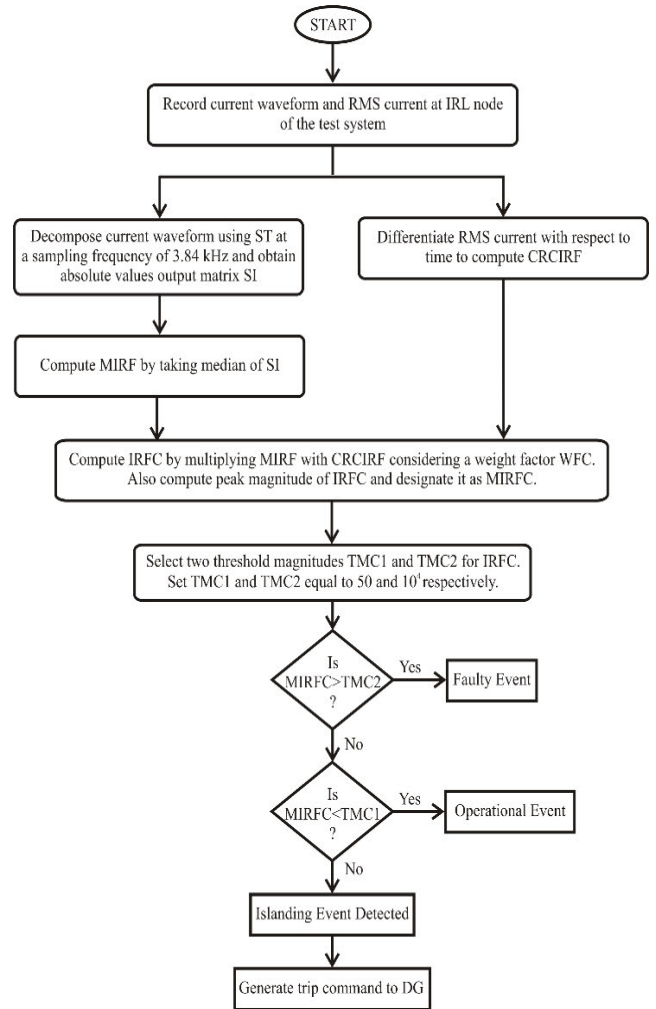 START
Record current waveform and RMS current at IRL node
of the test system
Decompose current waveform using ST at
a sampling frequency of 3.84 kHz and obtain
absolute values output matrix SI
Differentiate RMS current with respect to
time to compute CRCIRF
Compute MIRF by taking median of SI
Compute IRFC by multiplying MIRF with CRCIRF considering a weight factor WFC.
Also compute peak magnitude of IRFC and designate it as MIRFC.
Select two threshold magnitudes TMC1 and TMC2 for IRFC.
Set TMC1 and TMC2 equal to 50 and 10⁴ respectively.
Is
MIRFC>TMC2
?
Yes
Faulty Event
No
Is
MIRFC<TMC1
?
Yes
Operational Event
No
Islanding Event Detected
Generate trip command to DG